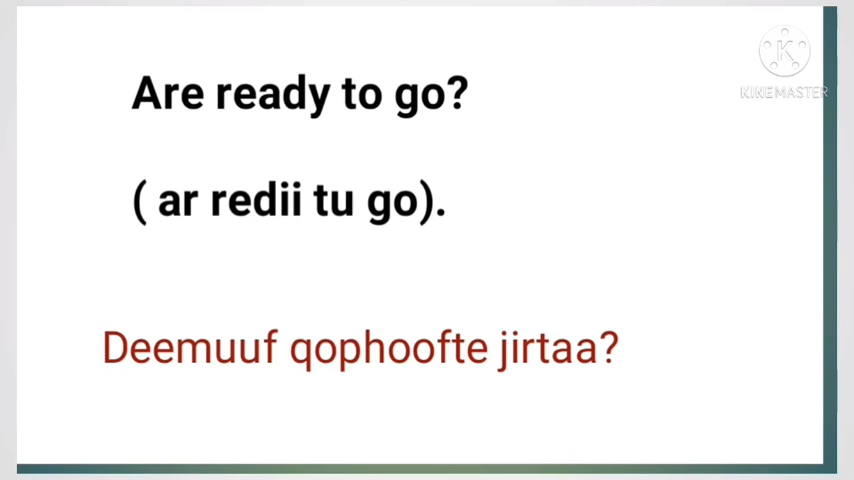 Are ready to go?
K
KINEMASTER
( ar redii tu go).
Deemuuf qophoofte jirtaa?